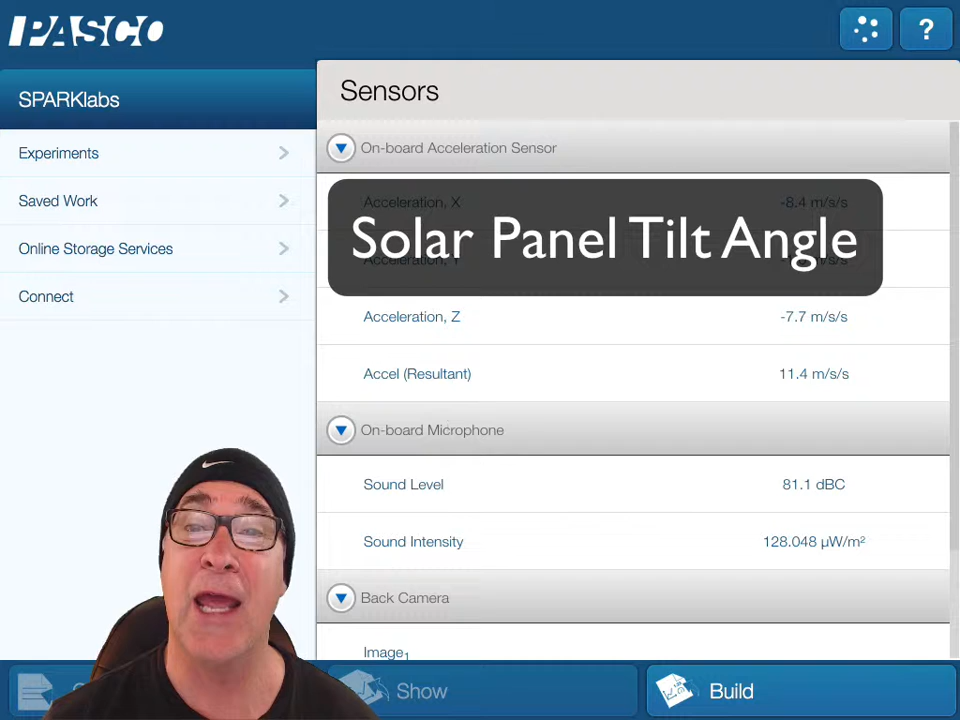 PASCO
?
SPARKlabs
Experiments
Saved Work
Online Storage Services
Connect
Sensors
On-board Acceleration Sensor
Acceleration, X -8.4 m/s/s
Solar Panel Tilt Angle
Acceleration, Z -7.7 m/s/s
Accel (Resultant) 11.4 m/s/s
On-board Microphone
Sound Level 81.1 dBC
Sound Intensity 128.048 µW/m²
Back Camera
Image₁
Show
Build